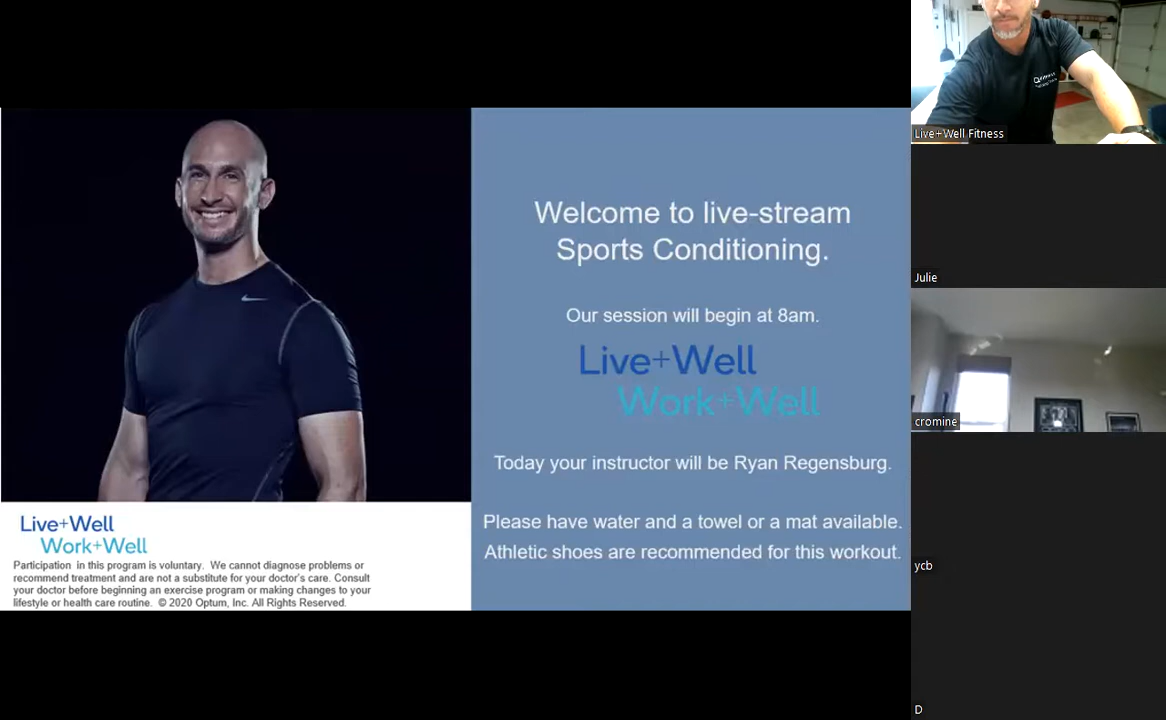 Welcome to live-stream
Sports Conditioning.
Our session will begin at 8am.
Live+Well
Work+Well
Today your instructor will be Ryan Regensburg.
Please have water and a towel or a mat available.
Athletic shoes are recommended for this workout.
Live+Well
Work+Well
Participation in this program is voluntary. We cannot diagnose problems or
recommend treatment and are not a substitute for your doctor's care. Consult
your doctor before beginning an exercise program or making changes to your
lifestyle or health care routine. © 2020 Optum, Inc. All Rights Reserved.
Live+Well Fitness
Julie
cromine
ycb
D